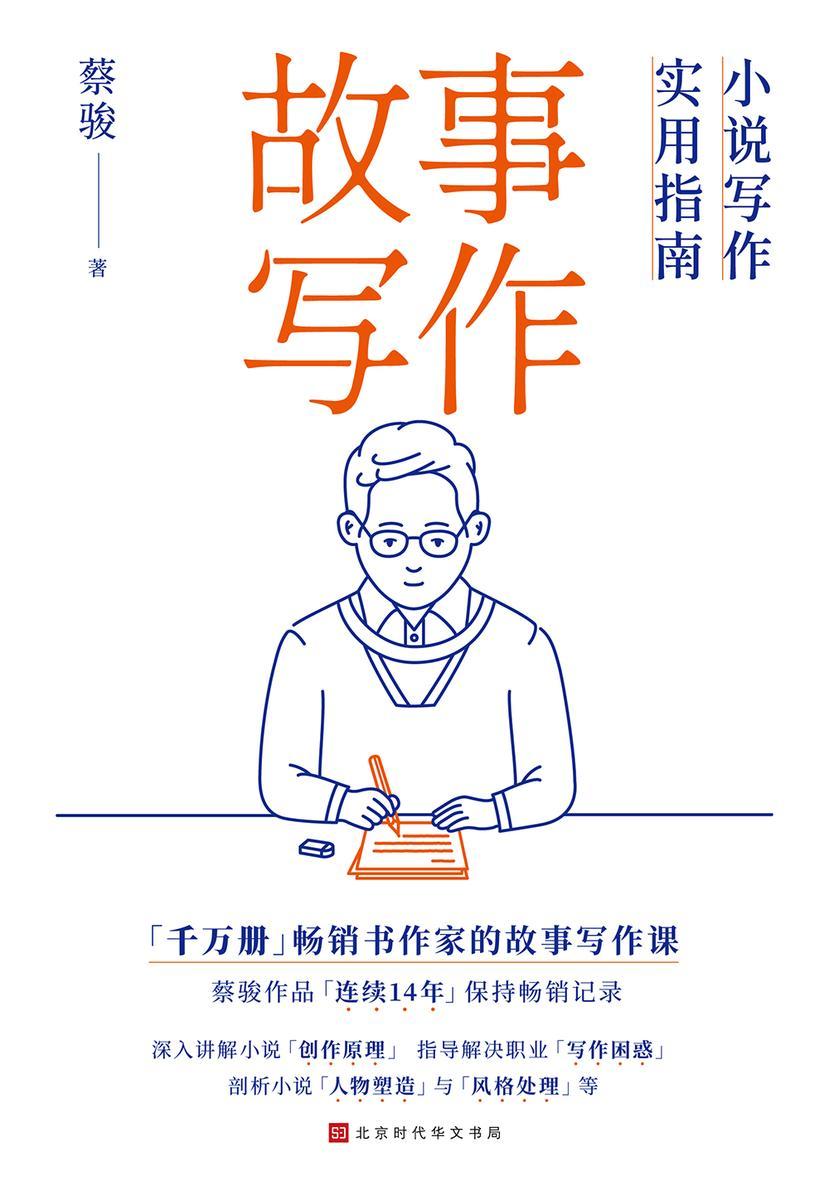 故事
写作
小说写作
实用指南
蔡骏
著
「千万册」畅销书作家的故事写作课
蔡骏作品「连续14年」保持畅销记录
深入讲解小说「创作原理」 指导解决职业「写作困惑」
剖析小说「人物塑造」与「风格处理」等
北京时代华文书局